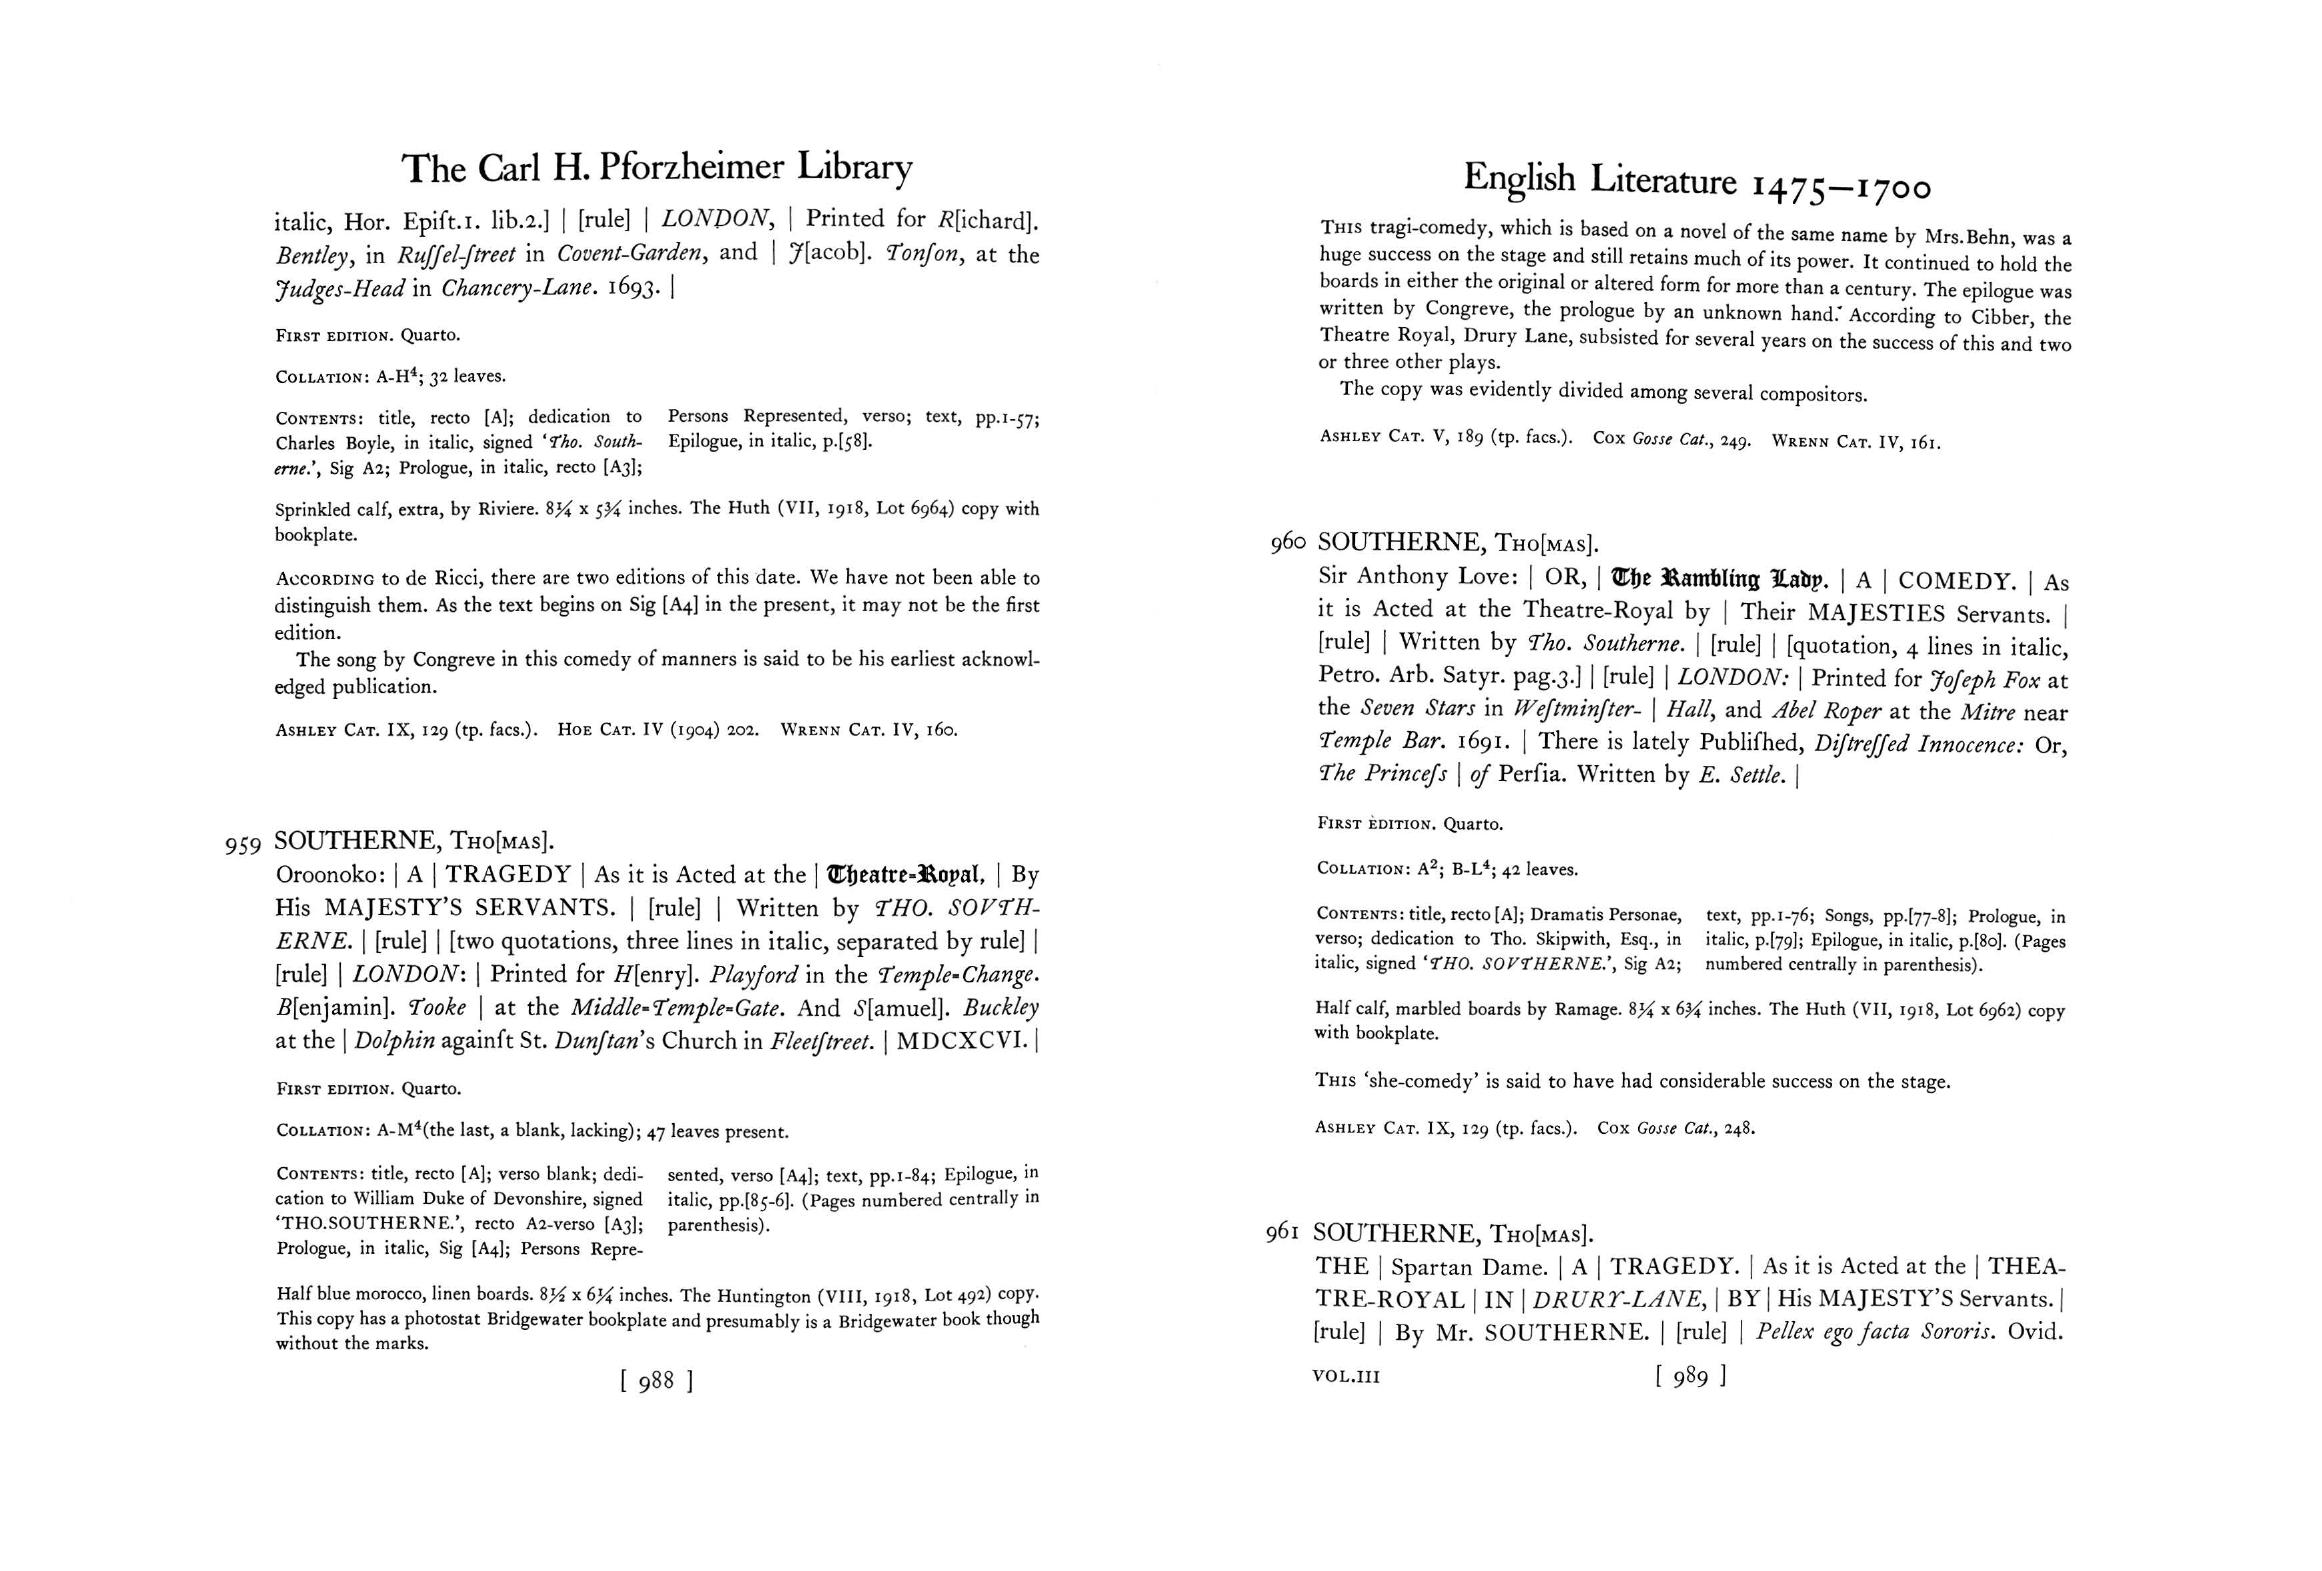 The Carl H. Pforzheimer Library
italic, Hor. Epiſt.1. lib.2.] | [rule] | LONDON, | Printed for R[ichard].
Bentley, in Ruſſel-ſtreet in Covent-Garden, and | J[acob]. Tonſon, at the
Judges-Head in Chancery-Lane. 1693. |
First edition. Quarto.
Collation: A-H⁴; 32 leaves.
Contents: title, recto [A]; dedication to
Charles Boyle, in italic, signed ‘Tho. South-
erne.’, Sig A2; Prologue, in italic, recto [A3];
Persons Represented, verso; text, pp.1-57;
Epilogue, in italic, p.[58].
Sprinkled calf, extra, by Riviere. 8¼ x 5¾ inches. The Huth (VII, 1918, Lot 6964) copy with
bookplate.
According to de Ricci, there are two editions of this date. We have not been able to
distinguish them. As the text begins on Sig [A4] in the present, it may not be the first
edition.
The song by Congreve in this comedy of manners is said to be his earliest acknowl-
edged publication.
Ashley Cat. IX, 129 (tp. facs.). Hoe Cat. IV (1904) 202. Wrenn Cat. IV, 160.
959 SOUTHERNE, Tho[mas].
Oroonoko: | A | TRAGEDY | As it is Acted at the | Theatre=Royal, | By
His MAJESTY’S SERVANTS. | [rule] | Written by THO. SOVTH-
ERNE. | [rule] | [two quotations, three lines in italic, separated by rule] |
[rule] | LONDON: | Printed for H[enry]. Playford in the Temple=Change.
B[enjamin]. Tooke | at the Middle=Temple=Gate. And S[amuel]. Buckley
at the | Dolphin againſt St. Dunſtan’s Church in Fleetſtreet. | MDCXCVI. |
First edition. Quarto.
Collation: A-M⁴(the last, a blank, lacking); 47 leaves present.
Contents: title, recto [A]; verso blank; dedi-
cation to William Duke of Devonshire, signed
‘THO.SOUTHERNE.’, recto A2-verso [A3];
Prologue, in italic, Sig [A4]; Persons Repre-
sented, verso [A4]; text, pp.1-84; Epilogue, in
italic, pp.[85-6]. (Pages numbered centrally in
parenthesis).
Half blue morocco, linen boards. 8½ x 6¼ inches. The Huntington (VIII, 1918, Lot 492) copy.
This copy has a photostat Bridgewater bookplate and presumably is a Bridgewater book though
without the marks.
[ 988 ]
English Literature 1475–1700
This tragi-comedy, which is based on a novel of the same name by Mrs.Behn, was a
huge success on the stage and still retains much of its power. It continued to hold the
boards in either the original or altered form for more than a century. The epilogue was
written by Congreve, the prologue by an unknown hand. According to Cibber, the
Theatre Royal, Drury Lane, subsisted for several years on the success of this and two
or three other plays.
The copy was evidently divided among several compositors.
Ashley Cat. V, 189 (tp. facs.). Cox Gosse Cat., 249. Wrenn Cat. IV, 161.
960 SOUTHERNE, Tho[mas].
Sir Anthony Love: | OR, | The Rambling Lady. | A | COMEDY. | As
it is Acted at the Theatre-Royal by | Their MAJESTIES Servants. |
[rule] | Written by Tho. Southerne. | [rule] | [quotation, 4 lines in italic,
Petro. Arb. Satyr. pag.3.] | [rule] | LONDON: | Printed for Joſeph Fox at
the Seven Stars in Weſtminſter- | Hall, and Abel Roper at the Mitre near
Temple Bar. 1691. | There is lately Publiſhed, Diſtreſſed Innocence: Or,
The Princeſs | of Perſia. Written by E. Settle. |
First edition. Quarto.
Collation: A²; B-L⁴; 42 leaves.
Contents: title, recto [A]; Dramatis Personae,
verso; dedication to Tho. Skipwith, Esq., in
italic, signed ‘THO. SOVTHERNE.’, Sig A2;
text, pp.1-76; Songs, pp.[77-8]; Prologue, in
italic, p.[79]; Epilogue, in italic, p.[80]. (Pages
numbered centrally in parenthesis).
Half calf, marbled boards by Ramage. 8¼ x 6¾ inches. The Huth (VII, 1918, Lot 6962) copy
with bookplate.
This ‘she-comedy’ is said to have had considerable success on the stage.
Ashley Cat. IX, 129 (tp. facs.). Cox Gosse Cat., 248.
961 SOUTHERNE, Tho[mas].
THE | Spartan Dame. | A | TRAGEDY. | As it is Acted at the | THEA-
TRE-ROYAL | IN | DRURY-LANE, | BY | His MAJESTY’S Servants. |
[rule] | By Mr. SOUTHERNE. | [rule] | Pellex ego facta Sororis. Ovid.
VOL.III
[ 989 ]